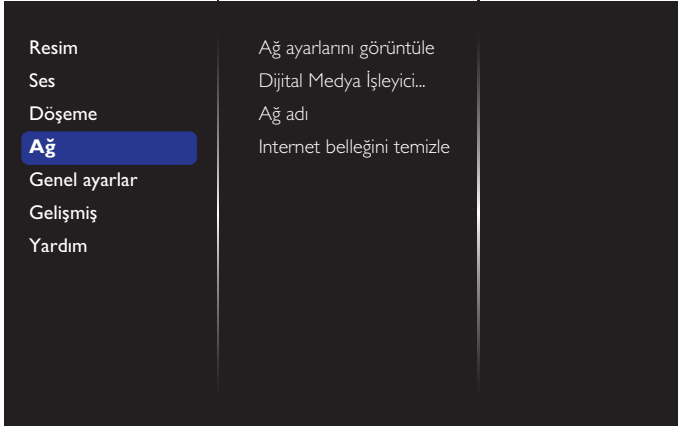 Resim
Ses
Döşeme
Ağ
Genel ayarlar
Gelişmiş
Yardım
Ağ ayarlarını görüntüle
Dijital Medya İşleyici...
Ağ adı
Internet belleğini temizle